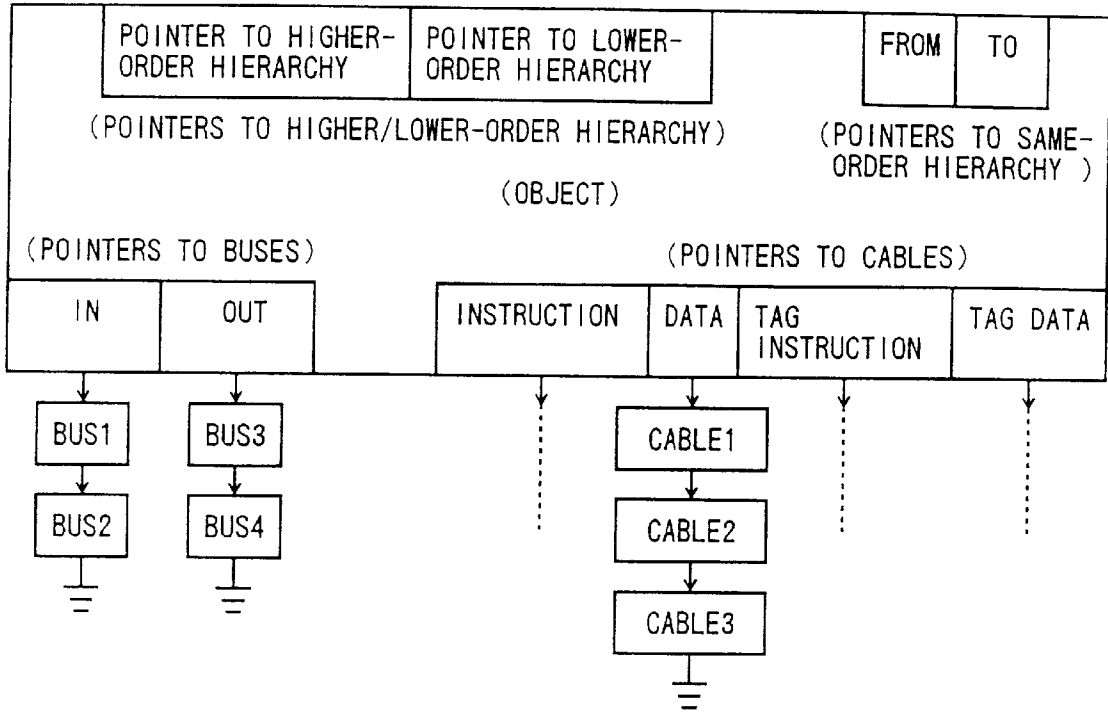 POINTER TO HIGHER-
ORDER HIERARCHY
POINTER TO LOWER-
ORDER HIERARCHY
FROM
TO
(POINTERS TO HIGHER/LOWER-ORDER HIERARCHY)
(POINTERS TO SAME-
ORDER HIERARCHY )
(OBJECT)
(POINTERS TO BUSES)
(POINTERS TO CABLES)
IN
OUT
INSTRUCTION
DATA
TAG
INSTRUCTION
TAG DATA
BUS1
BUS3
CABLE1
BUS2
BUS4
CABLE2
CABLE3